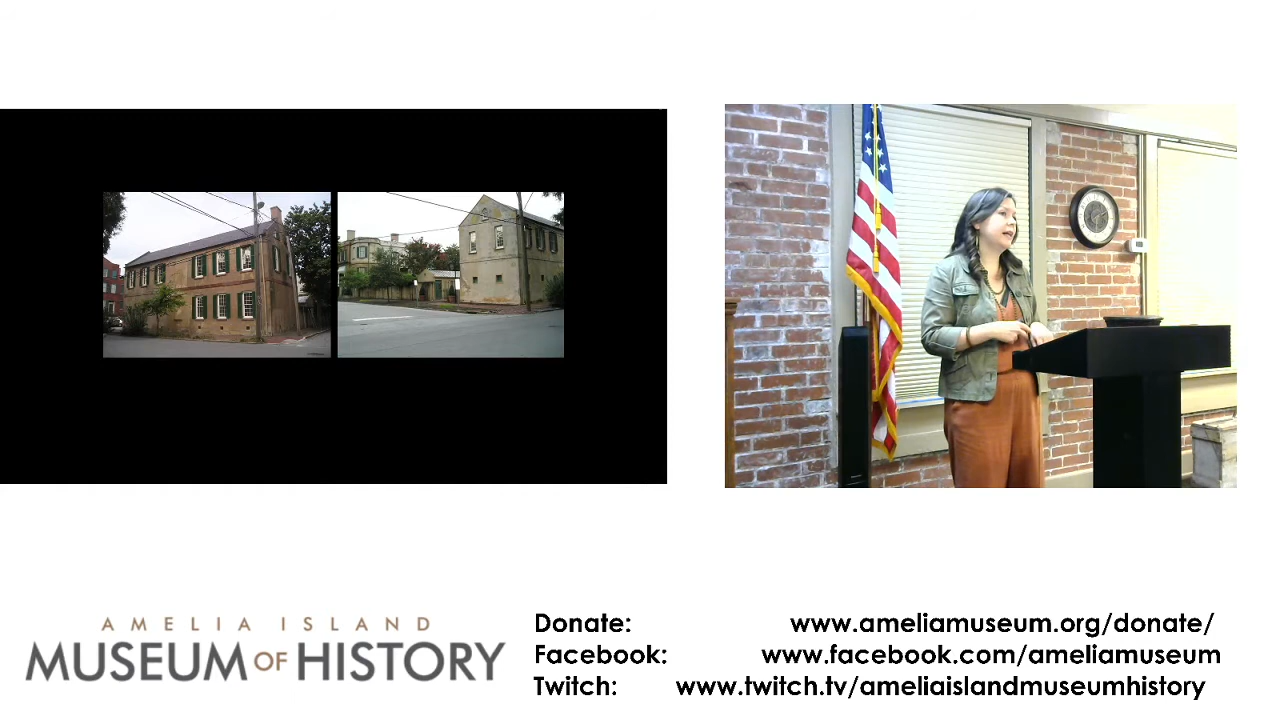 AMELIA ISLAND
MUSEUM OF HISTORY
Donate: www.ameliamuseum.org/donate/
Facebook: www.facebook.com/ameliamuseum
Twitch: www.twitch.tv/ameliaislandmuseumhistory